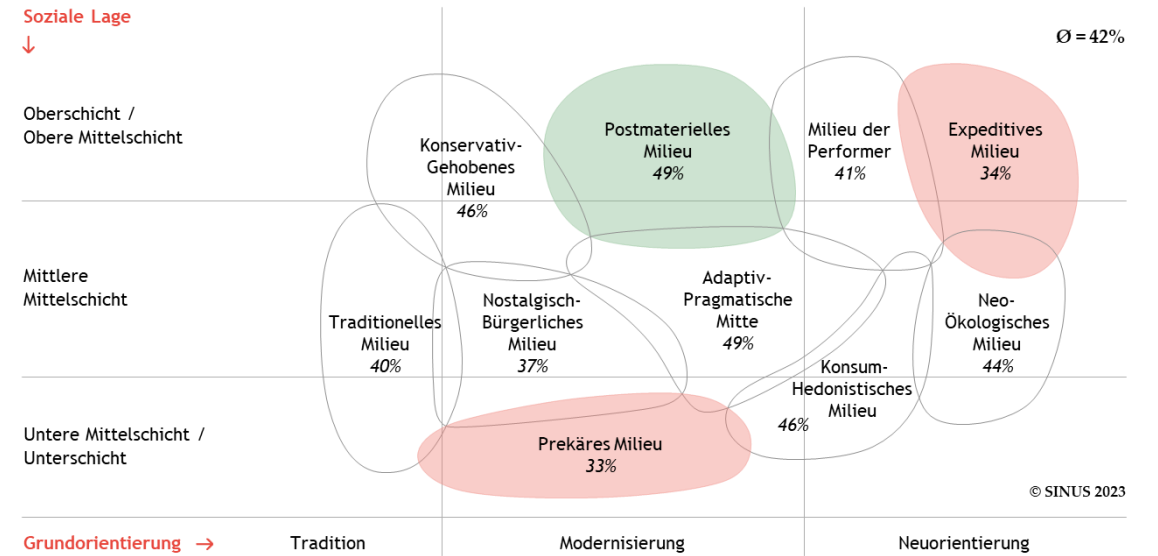 Soziale Lage
↓
Ø = 42%
Oberschicht /
Obere Mittelschicht
Konservativ-
Gehobenes
Milieu
46%
Postmaterielles
Milieu
49%
Milieu der
Performer
41%
Expeditives
Milieu
34%
Mittlere
Mittelschicht
Traditionelles
Milieu
40%
Nostalgisch-
Bürgerliches
Milieu
37%
Adaptiv-
Pragmatische
Mitte
49%
Konsum-
Hedonistisches
Milieu
46%
Neo-
Ökologisches
Milieu
44%
Untere Mittelschicht /
Unterschicht
Prekäres Milieu
33%
© SINUS 2023
Grundorientierung →
Tradition
Modernisierung
Neuorientierung